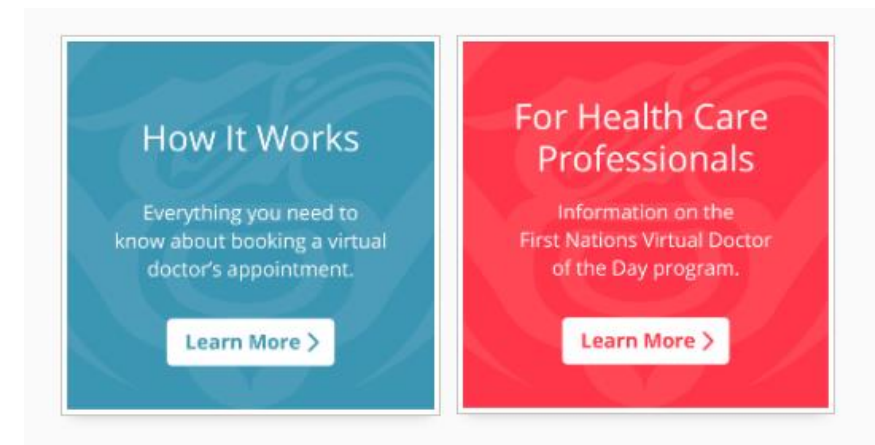 How It Works
Everything you need to
know about booking a virtual
doctor's appointment.
Learn More >
For Health Care
Professionals
Information on the
First Nations Virtual Doctor
of the Day program.
Learn More >